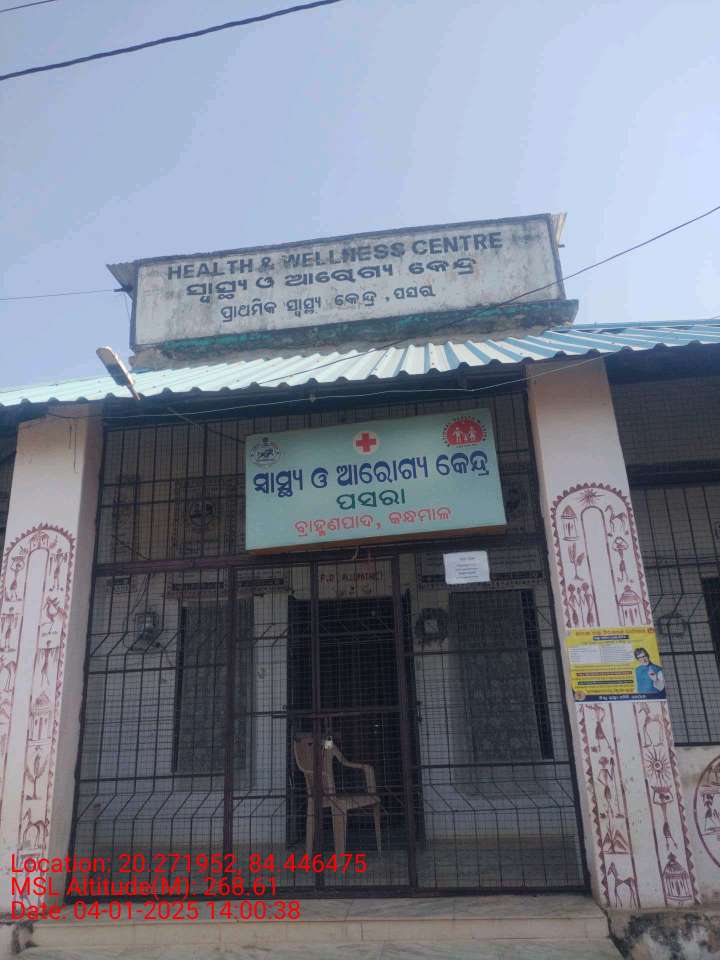 HEALTH & WELLNESS CENTRE
ସ୍ୱାସ୍ଥ୍ୟ ଓ ଆରୋଗ୍ୟ କେନ୍ଦ୍ର
ପ୍ରାଥମିକ ସ୍ୱାସ୍ଥ୍ୟ କେନ୍ଦ୍ର , ପସରା
ସ୍ୱାସ୍ଥ୍ୟ ଓ ଆରୋଗ୍ୟ କେନ୍ଦ୍ର
ପସରା
ବ୍ରାହ୍ମଣପାଦ, କନ୍ଧମାଳ
Location: 20.271952, 84.446475
MSL Altitude(M): 268.61
Date: 04-01-2025 14:00:38